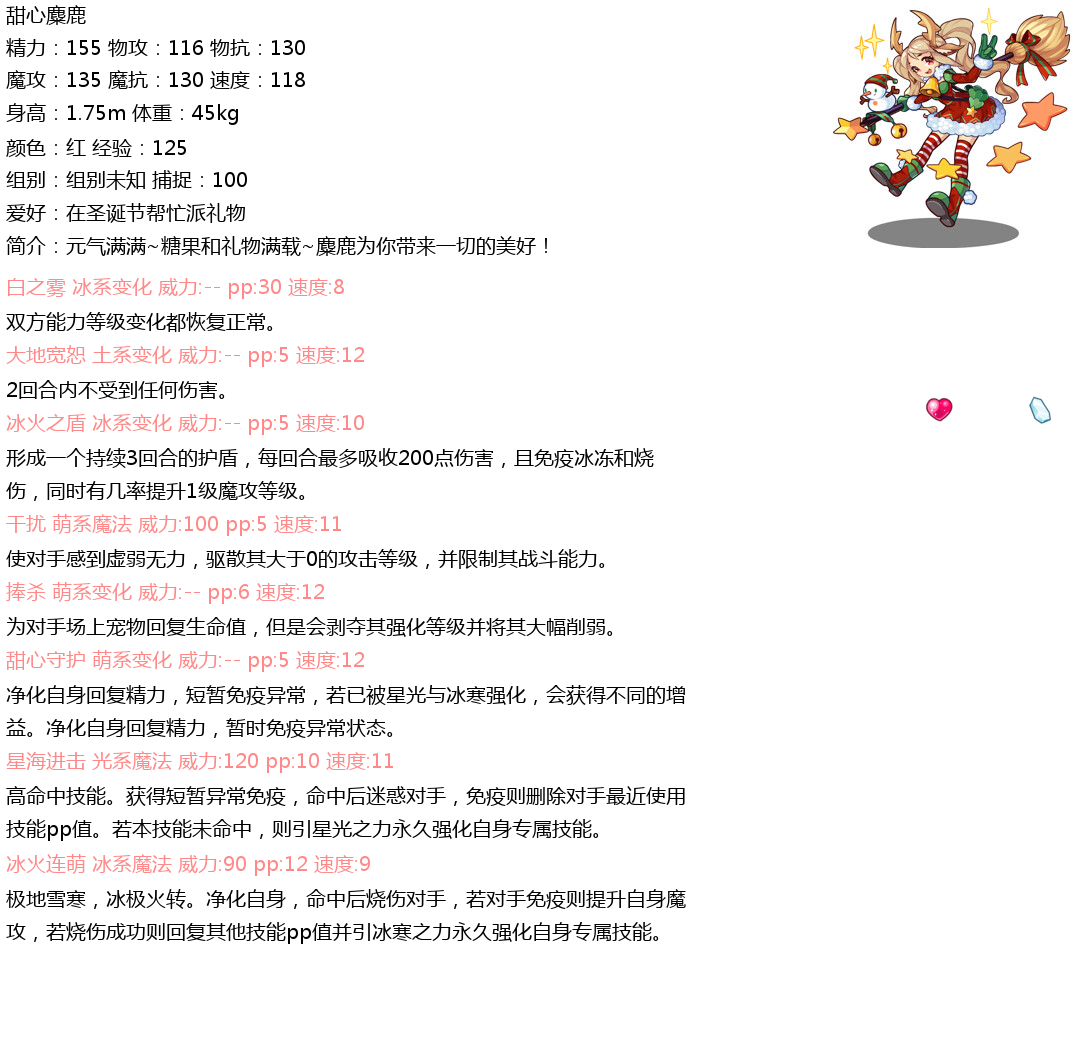 甜心麋鹿
精力：155 物攻：116 物抗：130
魔攻：135 魔抗：130 速度：118
身高：1.75m 体重：45kg
颜色：红 经验：125
组别：组别未知 捕捉：100
爱好：在圣诞节帮忙派礼物
简介：元气满满~糖果和礼物满载~麋鹿为你带来一切的美好！
白之雾 冰系变化 威力:-- pp:30 速度:8
双方能力等级变化都恢复正常。
大地宽恕 土系变化 威力:-- pp:5 速度:12
2回合内不受到任何伤害。
冰火之盾 冰系变化 威力:-- pp:5 速度:10
形成一个持续3回合的护盾，每回合最多吸收200点伤害，且免疫冰冻和烧
伤，同时有几率提升1级魔攻等级。
干扰 萌系魔法 威力:100 pp:5 速度:11
使对手感到虚弱无力，驱散其大于0的攻击等级，并限制其战斗能力。
捧杀 萌系变化 威力:-- pp:6 速度:12
为对手场上宠物回复生命值，但是会剥夺其强化等级并将其大幅削弱。
甜心守护 萌系变化 威力:-- pp:5 速度:12
净化自身回复精力，短暂免疫异常，若已被星光与冰寒强化，会获得不同的增
益。净化自身回复精力，暂时免疫异常状态。
星海进击 光系魔法 威力:120 pp:10 速度:11
高命中技能。获得短暂异常免疫，命中后迷惑对手，免疫则删除对手最近使用
技能pp值。若本技能未命中，则引星光之力永久强化自身专属技能。
冰火连萌 冰系魔法 威力:90 pp:12 速度:9
极地雪寒，冰极火转。净化自身，命中后烧伤对手，若对手免疫则提升自身魔
攻，若烧伤成功则回复其他技能pp值并引冰寒之力永久强化自身专属技能。